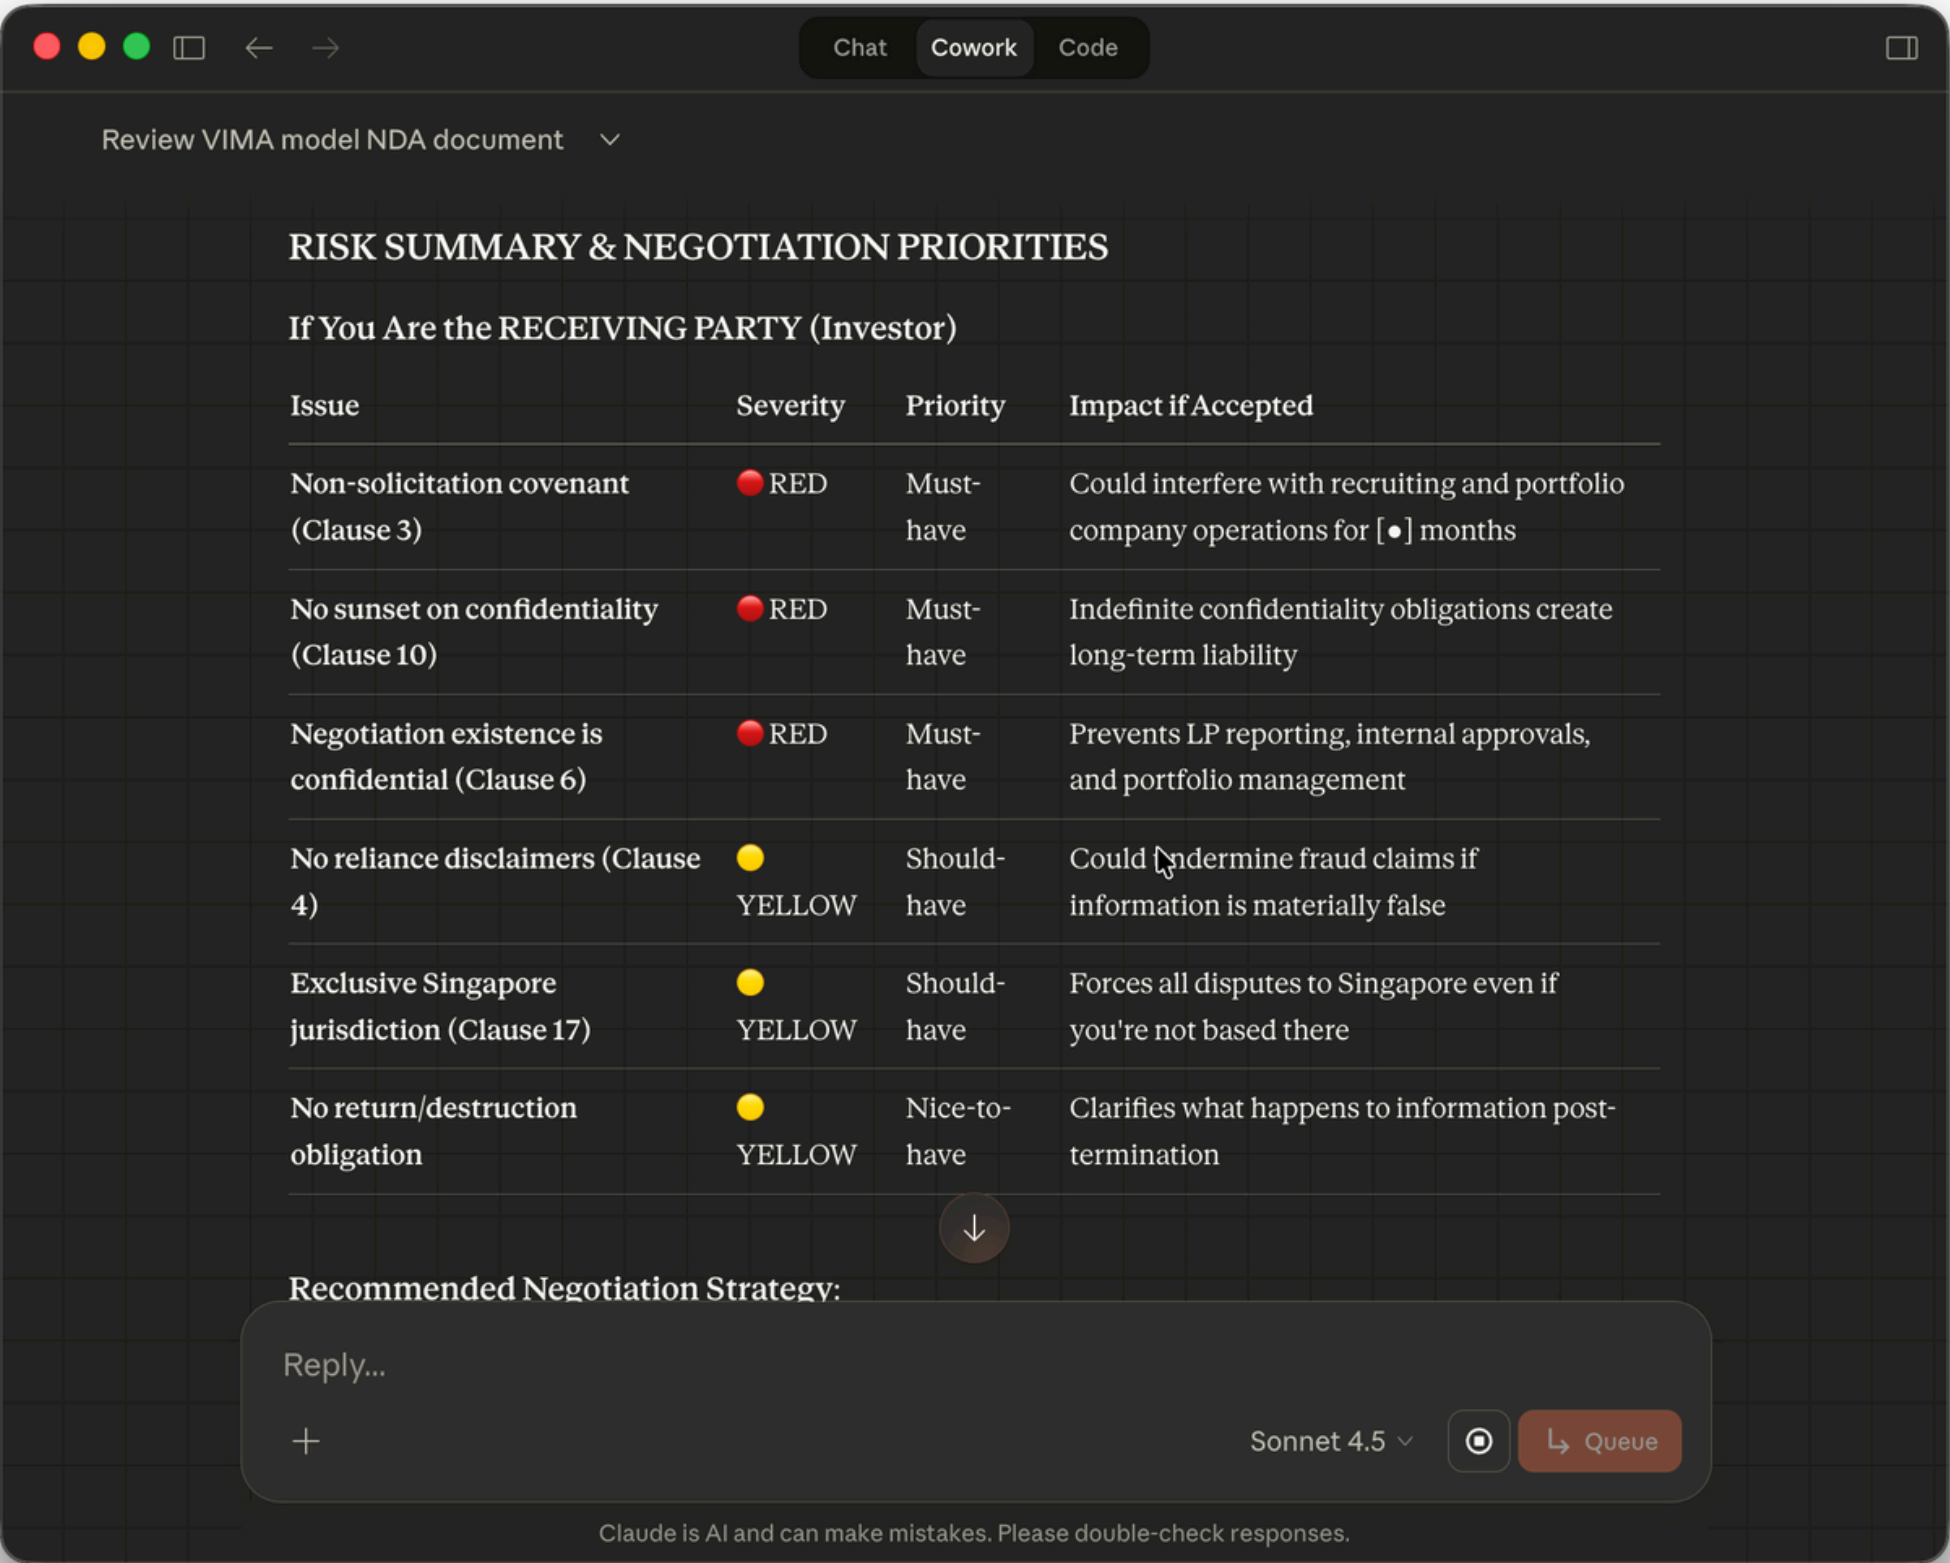 Chat Cowork Code
Review VIMA model NDA document
RISK SUMMARY & NEGOTIATION PRIORITIES
If You Are the RECEIVING PARTY (Investor)
Issue Severity Priority Impact if Accepted
Non-solicitation covenant 🔴 RED Must- Could interfere with recruiting and portfolio
(Clause 3) have company operations for [●] months
No sunset on confidentiality 🔴 RED Must- Indefinite confidentiality obligations create
(Clause 10) have long-term liability
Negotiation existence is 🔴 RED Must- Prevents LP reporting, internal approvals,
confidential (Clause 6) have and portfolio management
No reliance disclaimers (Clause 🟡 Should- Could undermine fraud claims if
4) YELLOW have information is materially false
Exclusive Singapore 🟡 Should- Forces all disputes to Singapore even if
jurisdiction (Clause 17) YELLOW have you're not based there
No return/destruction 🟡 Nice-to- Clarifies what happens to information post-
obligation YELLOW have termination
Recommended Negotiation Strategy:
Reply...
Sonnet 4.5 Queue
Claude is AI and can make mistakes. Please double-check responses.